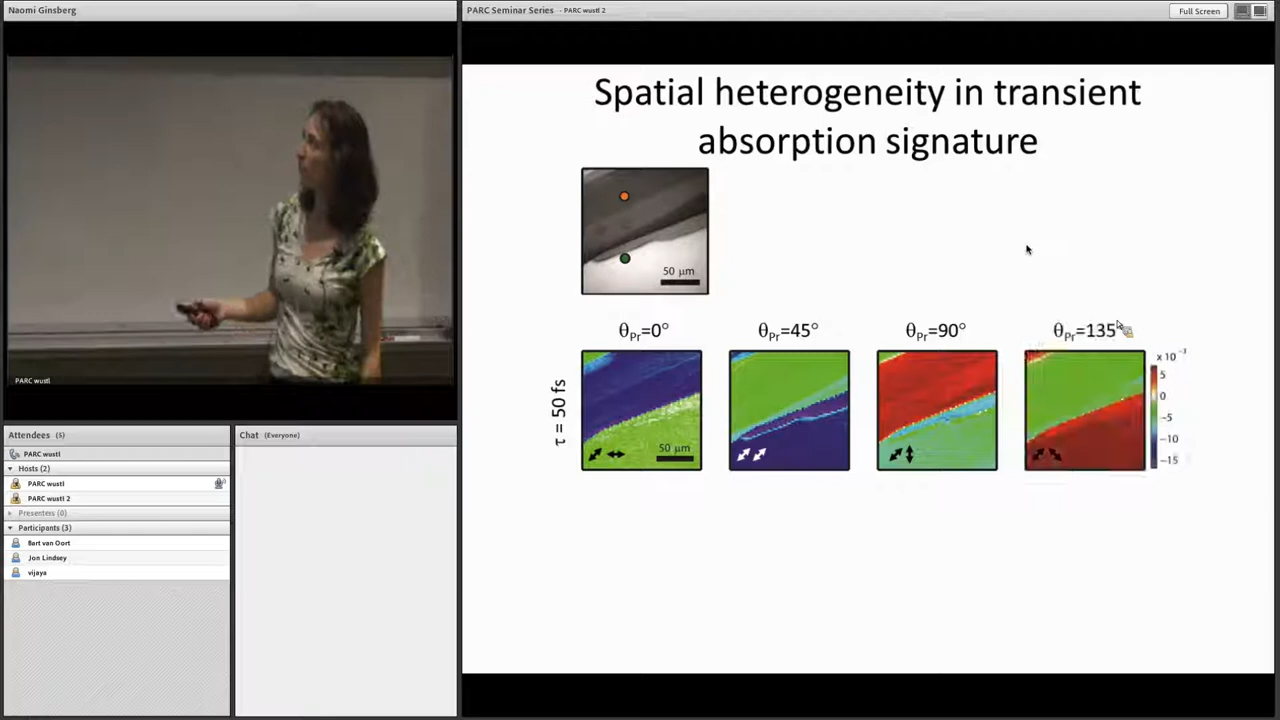 Naomi Ginsberg
PARC Seminar Series - PARC wustl 2
Full Screen
Spatial heterogeneity in transient
absorption signature
50 μm
θPr=0°
θPr=45°
θPr=90°
θPr=135°
τ = 50 fs
50 μm
x 10⁻³
5
0
−5
−10
−15
PARC wustl
Attendees (5)
PARC wustl
Hosts (2)
PARC wustl
PARC wustl 2
Presenters (0)
Participants (3)
Bart van Oort
Jon Lindsey
vijaya
Chat (Everyone)